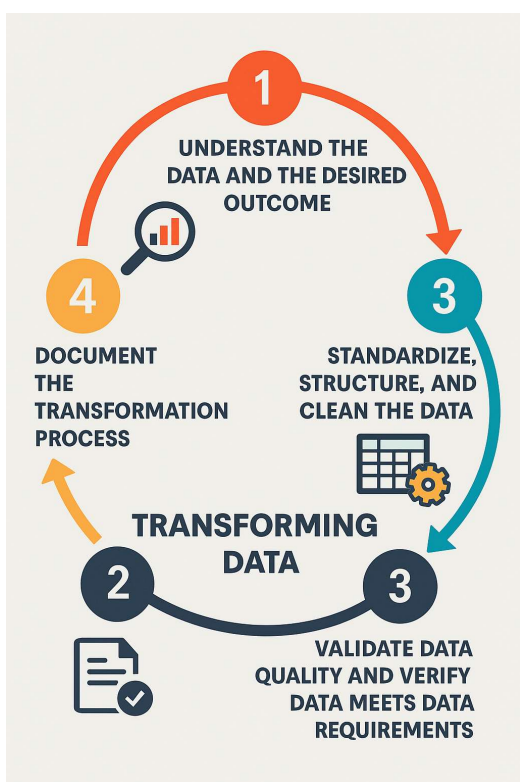 1
UNDERSTAND THE
DATA AND THE DESIRED
OUTCOME
3
STANDARDIZE,
STRUCTURE, AND
CLEAN THE DATA
4
DOCUMENT
THE
TRANSFORMATION
PROCESS
TRANSFORMING
DATA
2
3
VALIDATE DATA
QUALITY AND VERIFY
DATA MEETS DATA
REQUIREMENTS